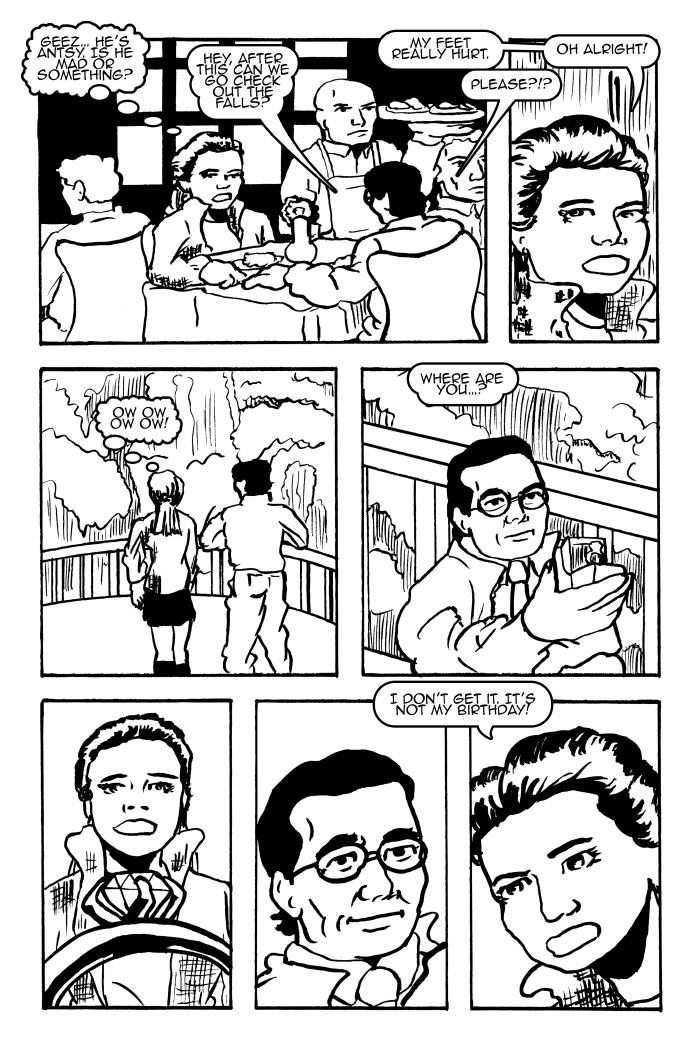 GEEZ... HE'S
ANTSY. IS HE
MAD OR
SOMETHING?
HEY, AFTER
THIS CAN WE
GO CHECK
OUT THE
FALLS?
MY FEET
REALLY HURT.
PLEASE?!?
OH ALRIGHT!
OW OW
OW OW!
WHERE ARE
YOU...?
I DON'T GET IT. IT'S
NOT MY BIRTHDAY!